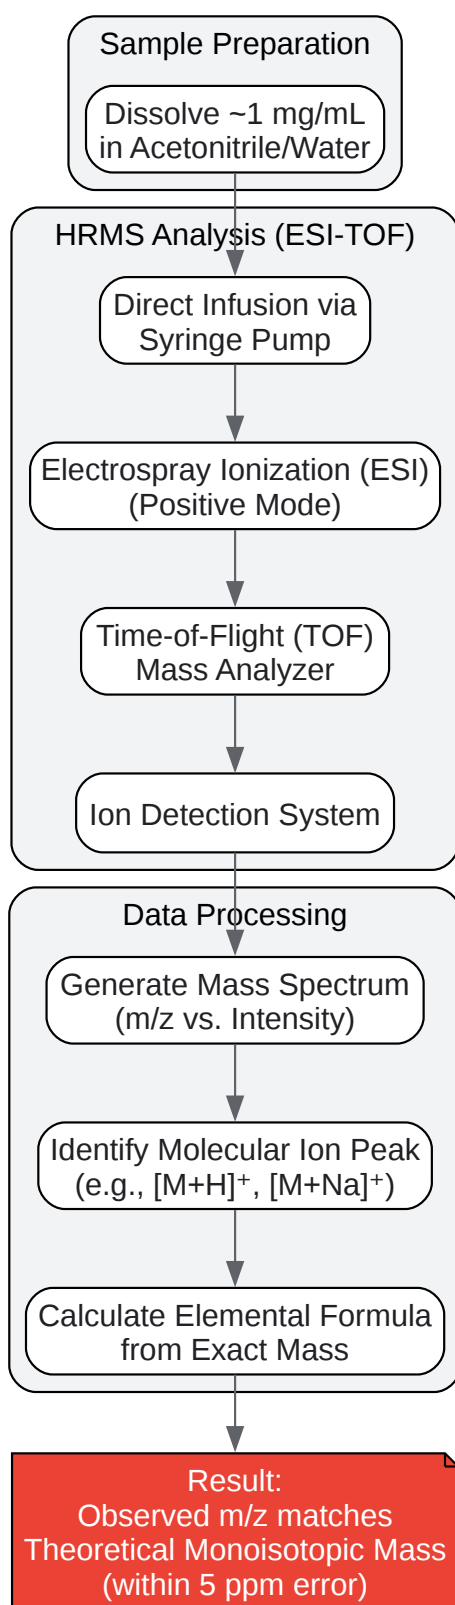 Sample Preparation
Dissolve ~1 mg/mL
in Acetonitrile/Water
HRMS Analysis (ESI-TOF)
Direct Infusion via
Syringe Pump
Electrospray Ionization (ESI)
(Positive Mode)
Time-of-Flight (TOF)
Mass Analyzer
Ion Detection System
Data Processing
Generate Mass Spectrum
(m/z vs. Intensity)
Identify Molecular Ion Peak
(e.g., [M+H]⁺, [M+Na]⁺)
Calculate Elemental Formula
from Exact Mass
Result:
Observed m/z matches
Theoretical Monoisotopic Mass
(within 5 ppm error)